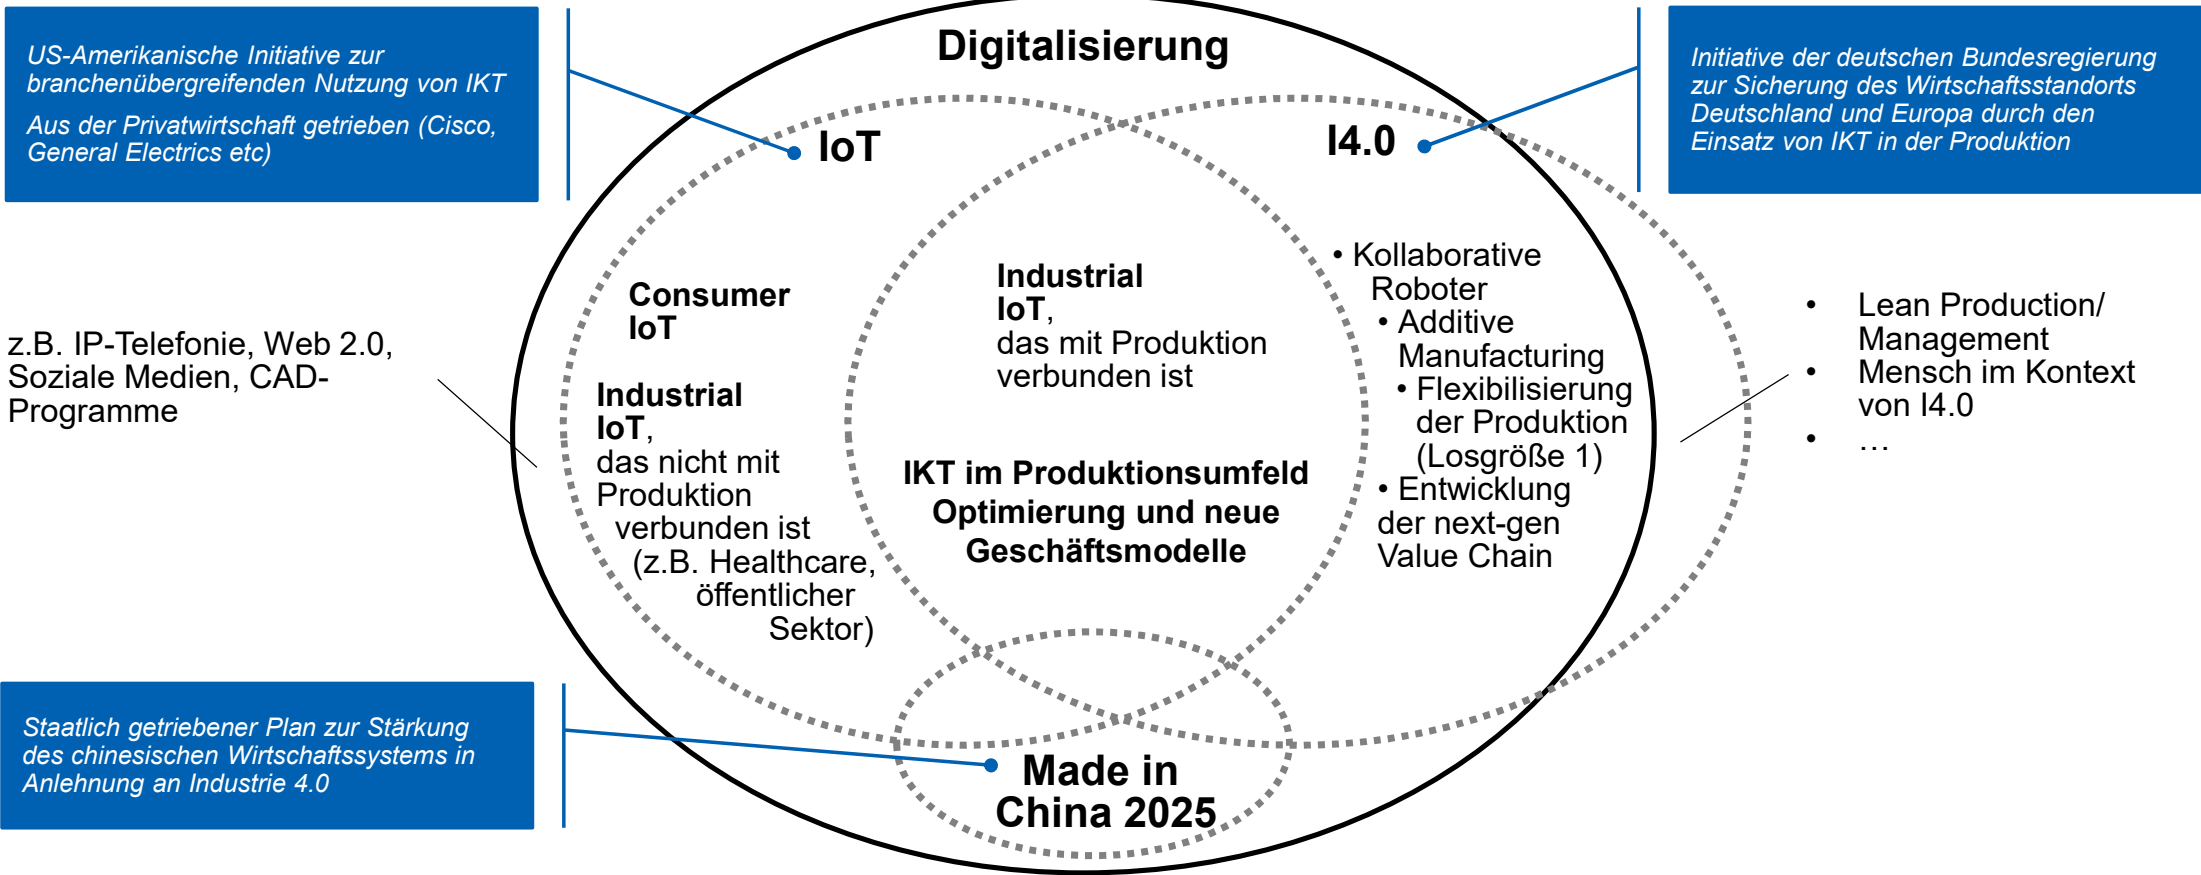 US-Amerikanische Initiative zur
branchenübergreifenden Nutzung von IKT
Aus der Privatwirtschaft getrieben (Cisco,
General Electrics etc)
Digitalisierung
Initiative der deutschen Bundesregierung
zur Sicherung des Wirtschaftsstandorts
Deutschland und Europa durch den
Einsatz von IKT in der Produktion
IoT
I4.0
z.B. IP-Telefonie, Web 2.0,
Soziale Medien, CAD-
Programme
Consumer
IoT
Industrial
IoT,
das nicht mit
Produktion
verbunden ist
(z.B. Healthcare,
öffentlicher
Sektor)
Industrial
IoT,
das mit Produktion
verbunden ist
IKT im Produktionsumfeld
Optimierung und neue
Geschäftsmodelle
• Kollaborative
Roboter
• Additive
Manufacturing
• Flexibilisierung
der Produktion
(Losgröße 1)
• Entwicklung
der next-gen
Value Chain
• Lean Production/
Management
• Mensch im Kontext
von I4.0
• …
Staatlich getriebener Plan zur Stärkung
des chinesischen Wirtschaftssystems in
Anlehnung an Industrie 4.0
Made in
China 2025